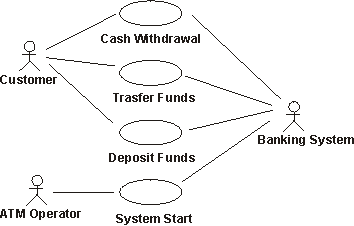 Cash Withdrawal
Customer
Trasfer Funds
Banking System
Deposit Funds
ATM Operator
System Start